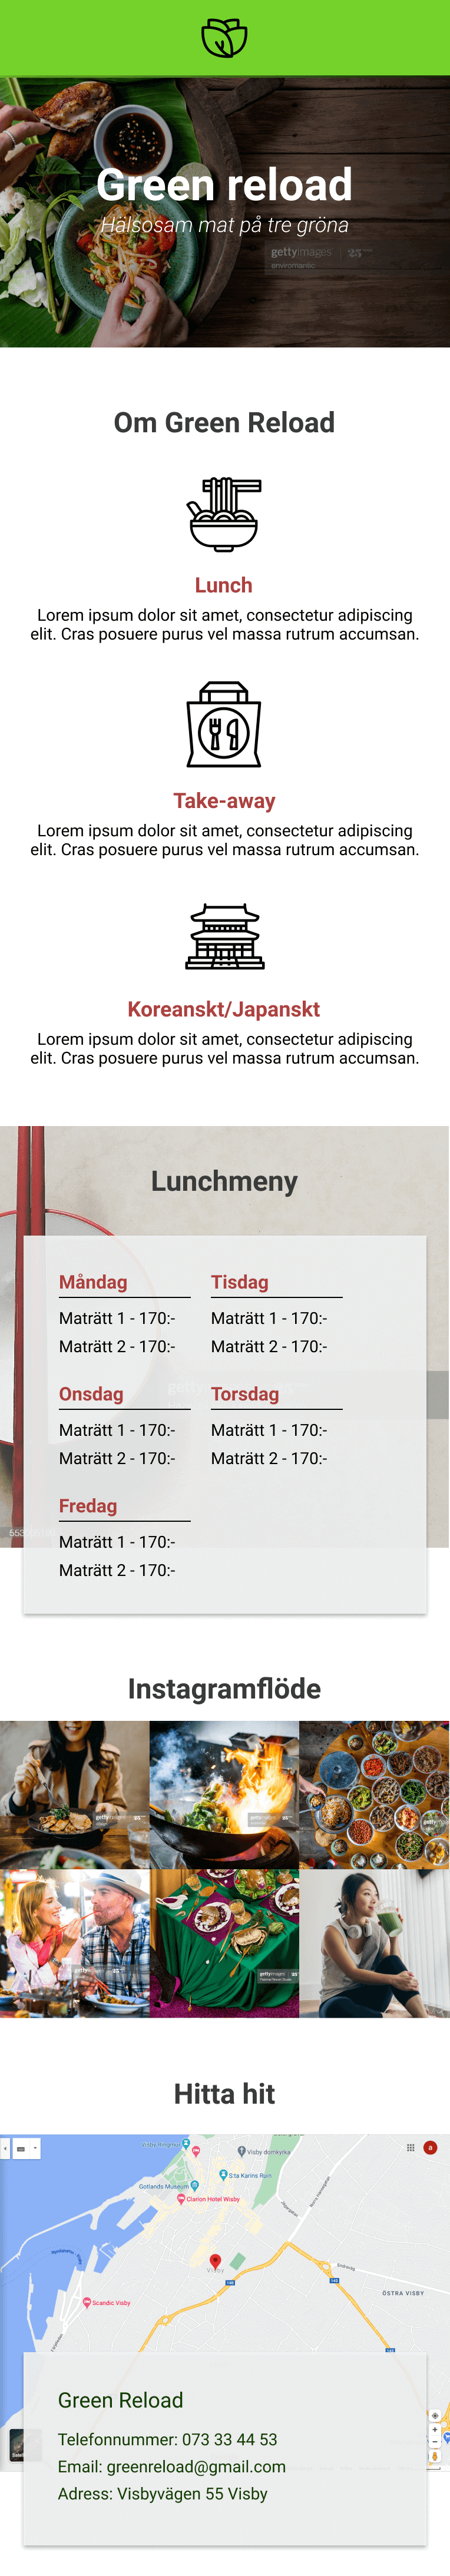 Green reload
Hälsosam mat på tre gröna
gettyimages
enviromantic
Om Green Reload
Lunch
Lorem ipsum dolor sit amet, consectetur adipiscing
elit. Cras posuere purus vel massa rutrum accumsan.
Take-away
Lorem ipsum dolor sit amet, consectetur adipiscing
elit. Cras posuere purus vel massa rutrum accumsan.
Koreanskt/Japanskt
Lorem ipsum dolor sit amet, consectetur adipiscing
elit. Cras posuere purus vel massa rutrum accumsan.
Lunchmeny
Måndag
Maträtt 1 - 170:-
Maträtt 2 - 170:-
Tisdag
Maträtt 1 - 170:-
Maträtt 2 - 170:-
Onsdag
Maträtt 1 - 170:-
Maträtt 2 - 170:-
Torsdag
Maträtt 1 - 170:-
Maträtt 2 - 170:-
Fredag
Maträtt 1 - 170:-
Maträtt 2 - 170:-
Instagramflöde
Hitta hit
Visby domkyrka
S:ta Karins Ruin
Gotlands Museum
Clarion Hotel Wisby
Visby
Scandic Visby
ÖSTRA VISBY
Green Reload
Telefonnummer: 073 33 44 53
Email: greenreload@gmail.com
Adress: Visbyvägen 55 Visby